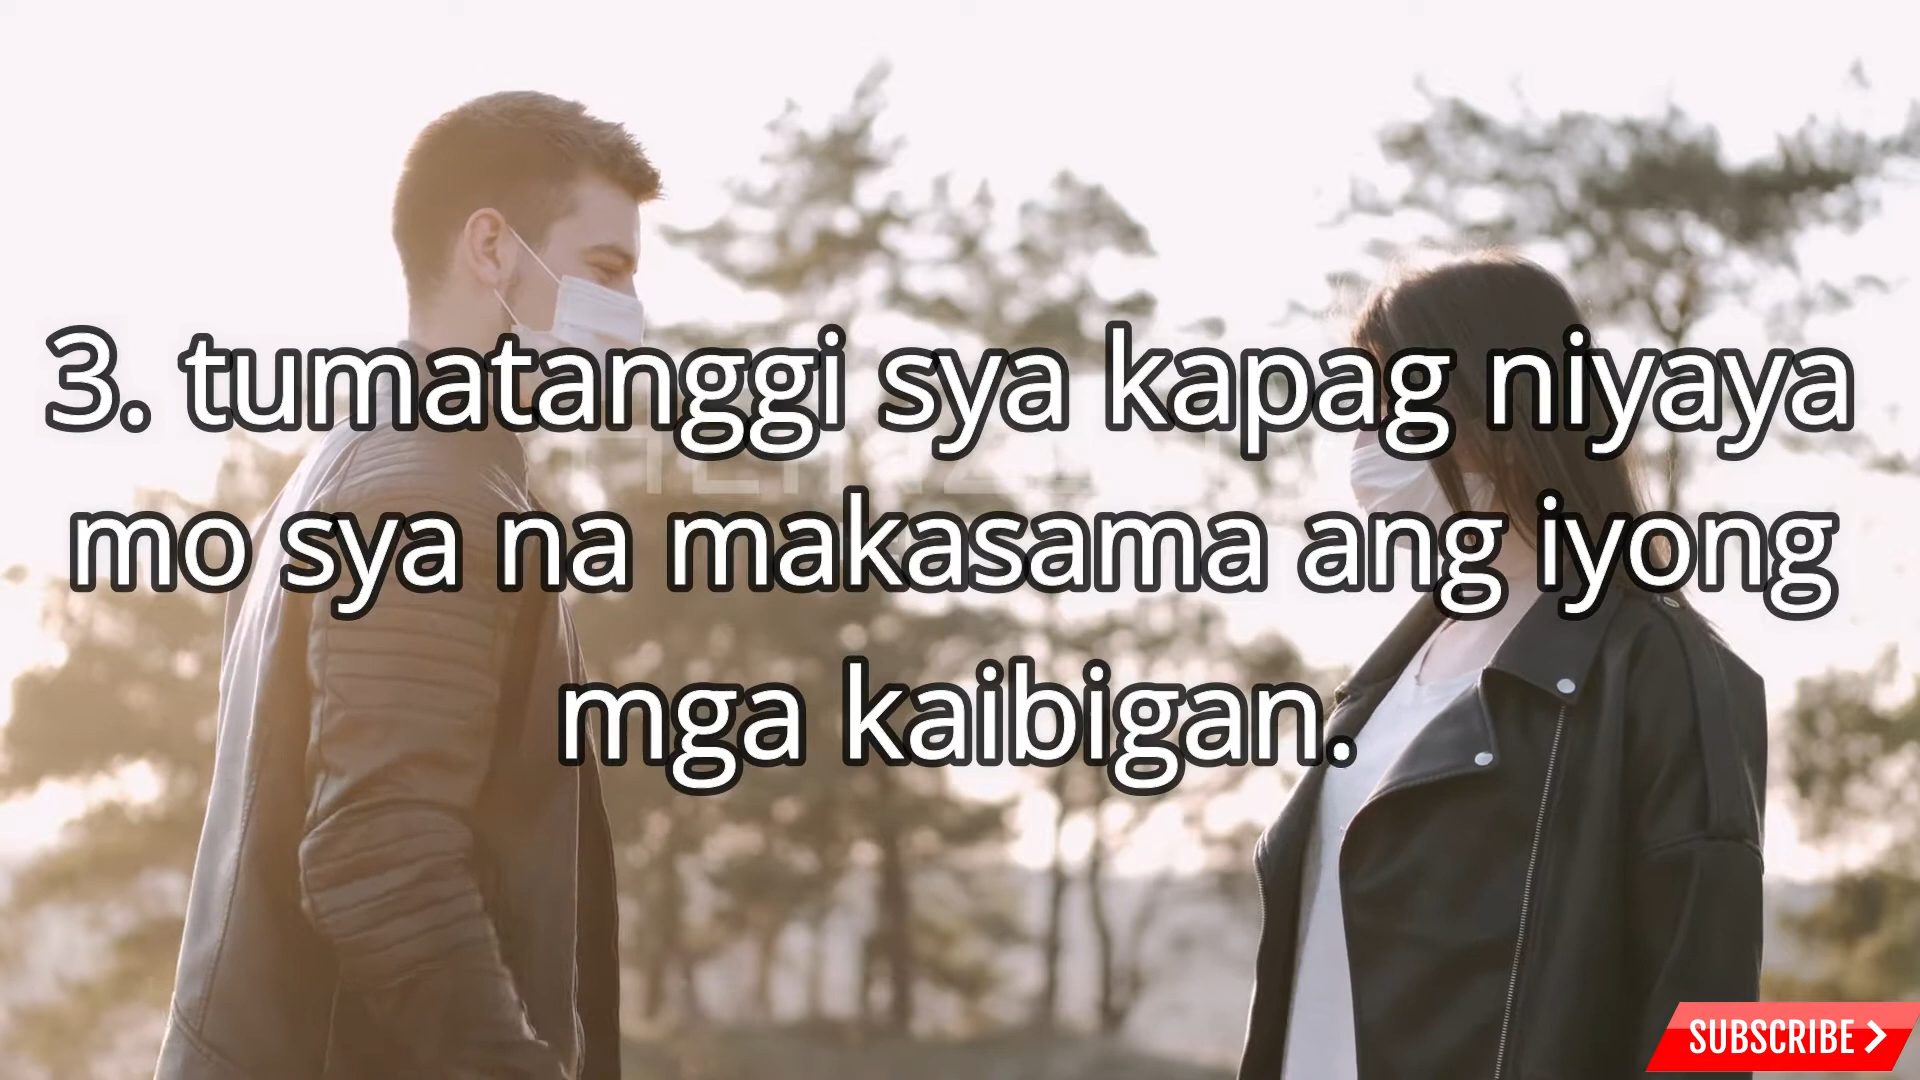 3. tumatanggi sya kapag niyaya
mo sya na makasama ang iyong
mga kaibigan.
SUBSCRIBE